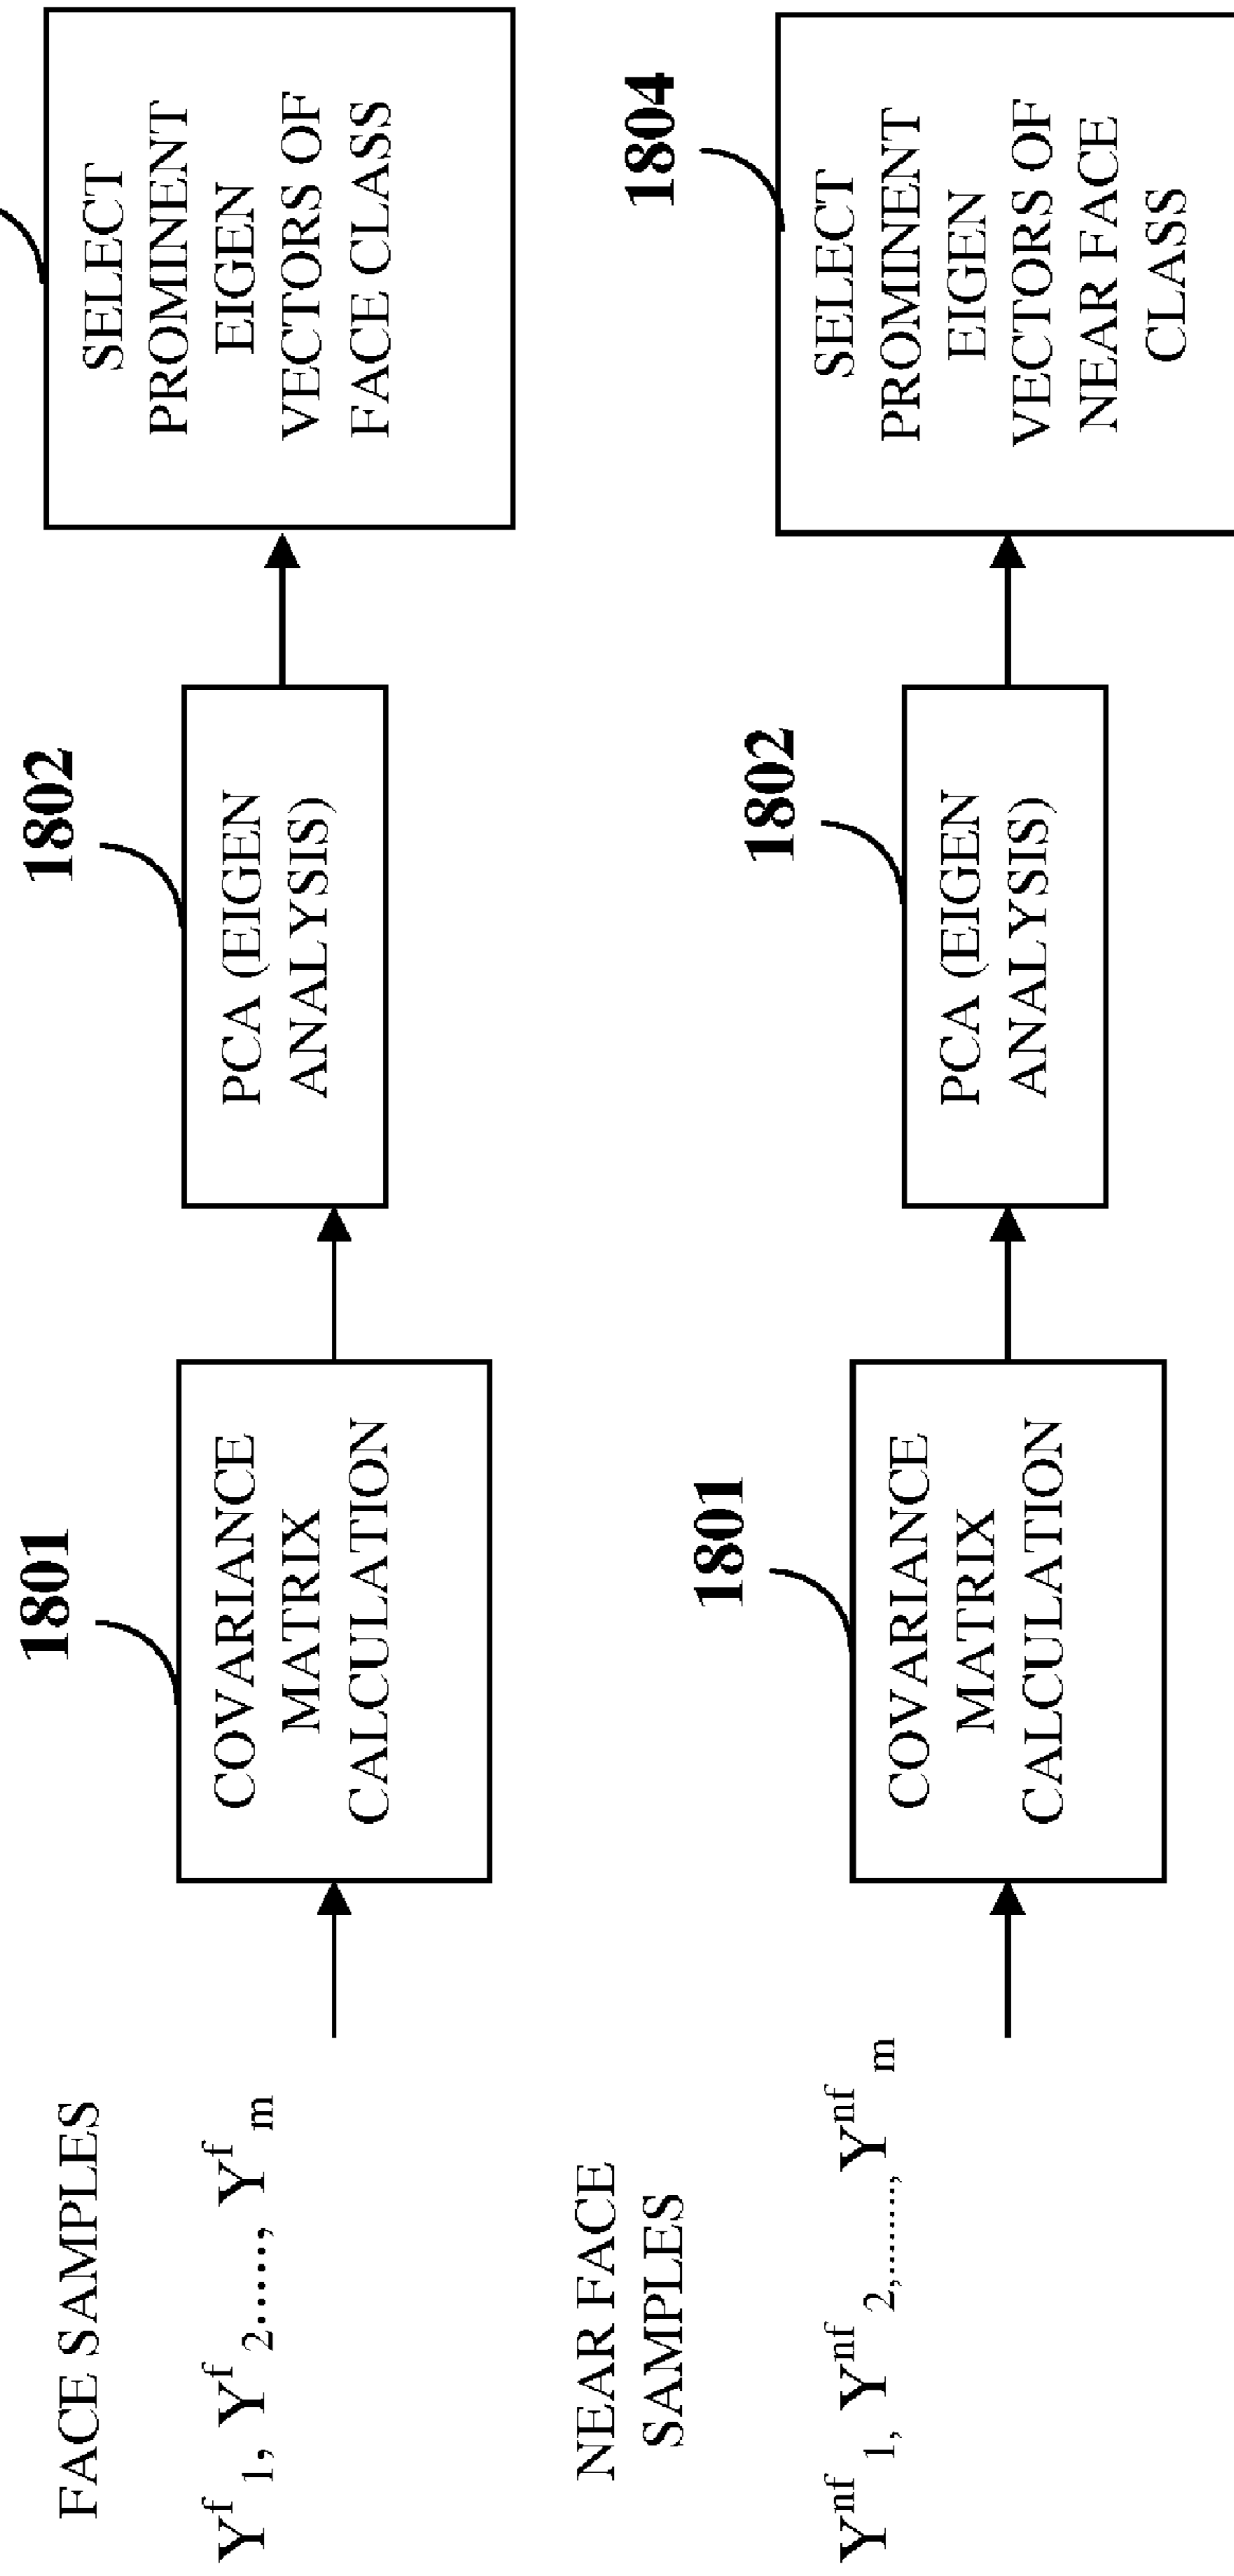 FACE SAMPLES
Yf1, Yf2......, Yfm
1801
COVARIANCE
MATRIX
CALCULATION
1802
PCA (EIGEN
ANALYSIS)
SELECT
PROMINENT
EIGEN
VECTORS OF
FACE CLASS
NEAR FACE
SAMPLES
Ynf1, Ynf2,........, Ynfm
1801
COVARIANCE
MATRIX
CALCULATION
1802
PCA (EIGEN
ANALYSIS)
1804
SELECT
PROMINENT
EIGEN
VECTORS OF
NEAR FACE
CLASS